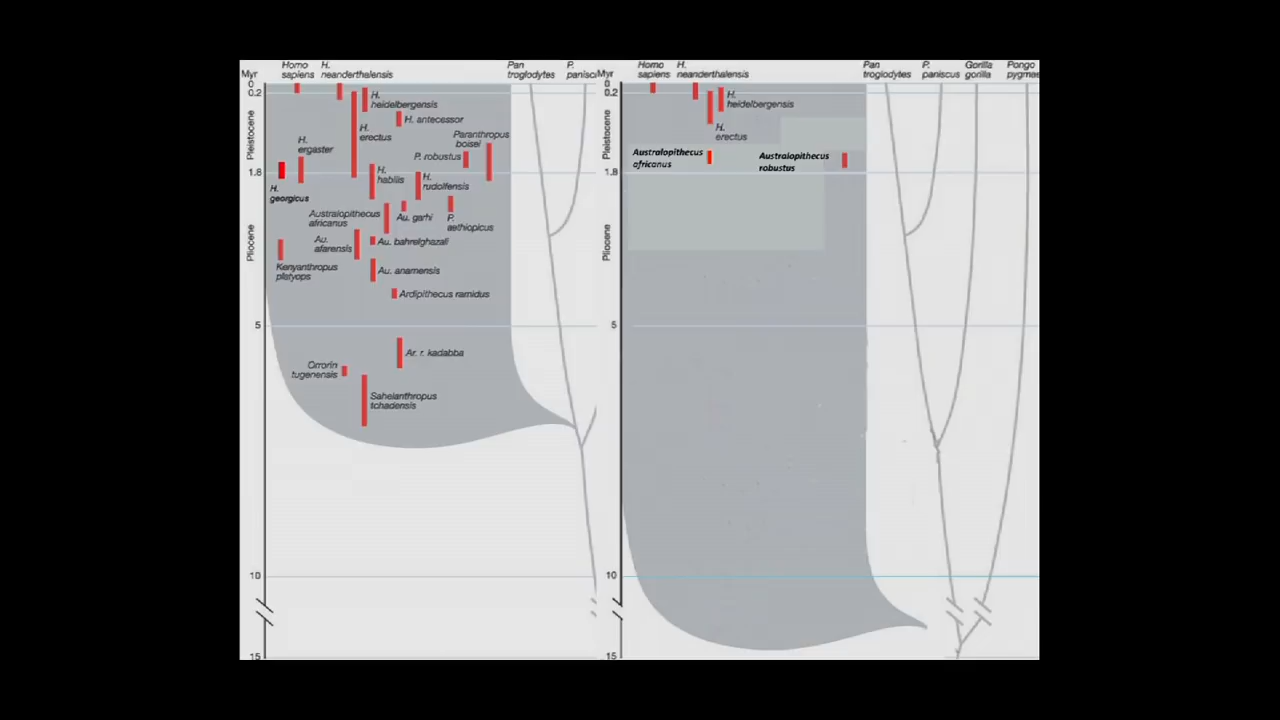 Homo
sapiens
H.
neanderthalensis
Pan
troglodytes
P.
panisc
Myr
0
0.2
Pleistocene
1.8
Pliocene
5
10
15
H.
heidelbergensis
H. antecessor
H.
erectus
Paranthropus
boisei
H.
ergaster
P. robustus
H.
georgicus
H.
habilis
H.
rudolfensis
Australopithecus
africanus
Au. garhi
P.
aethiopicus
Au.
afarensis
Au. bahrelghazali
Kenyanthropus
platyops
Au. anamensis
Ardipithecus ramidus
Ar. r. kadabba
Orrorin
tugenensis
Sahelanthropus
tchadensis
Homo
sapiens
H.
neanderthalensis
Pan
troglodytes
P.
paniscus
Gorilla
gorilla
Pongo
pygmae
Myr
0
0.2
Pleistocene
1.8
Pliocene
5
10
15
H.
heidelbergensis
H.
erectus
Australopithecus
africanus
Australopithecus
robustus